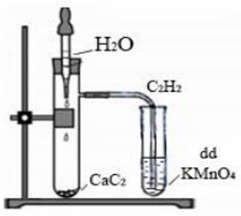 H₂O
C₂H₂
CaC₂
dd
KMnO₄